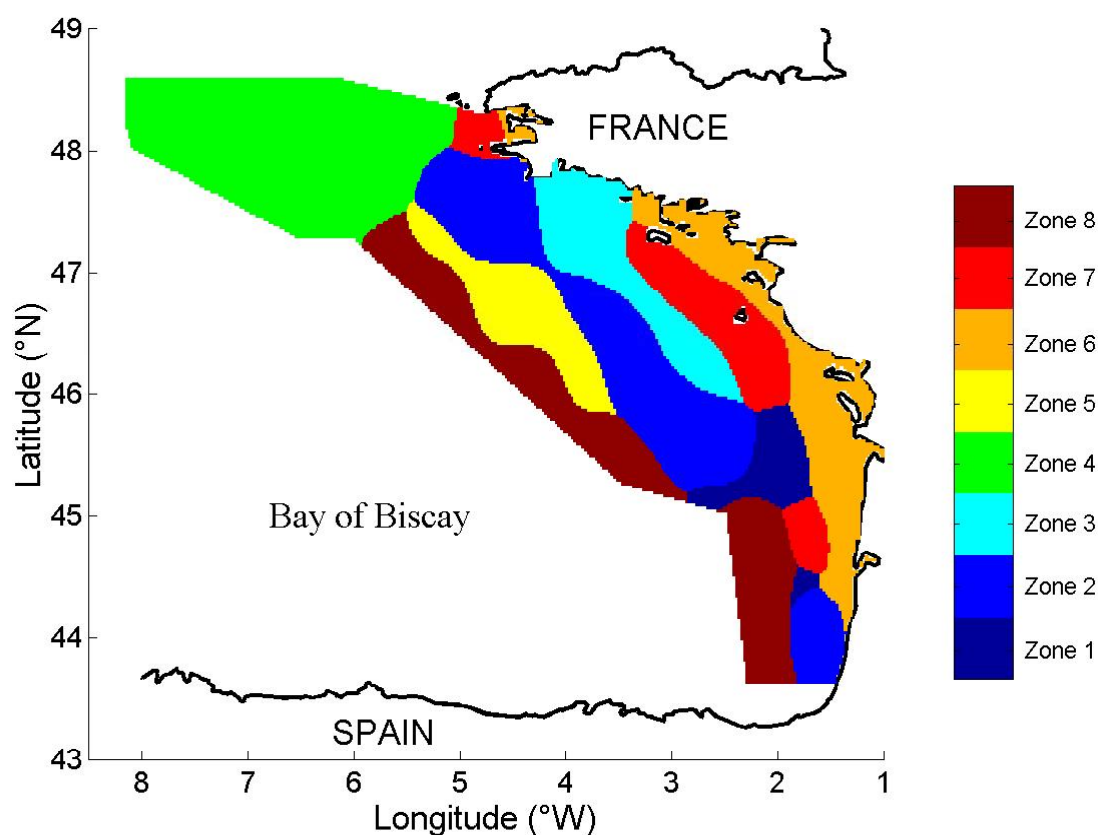 49
48
47
46
45
44
43
Latitude (°N)
FRANCE
Bay of Biscay
SPAIN
8
7
6
5
4
3
2
1
Longitude (°W)
Zone 8
Zone 7
Zone 6
Zone 5
Zone 4
Zone 3
Zone 2
Zone 1